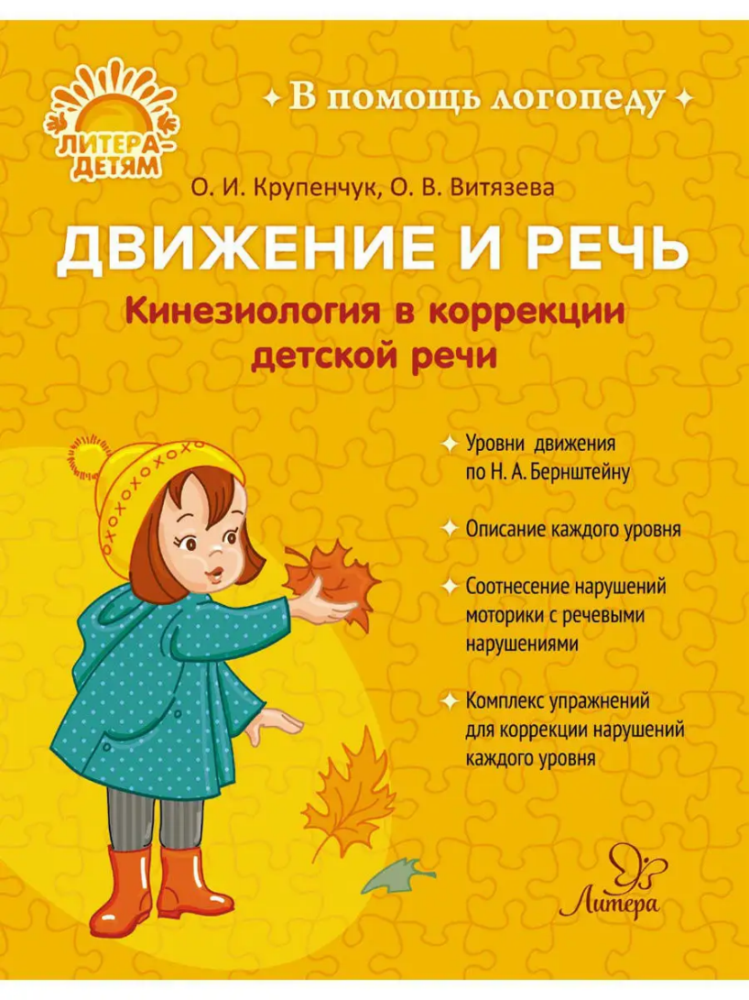 ✦ В помощь логопеду ✦
ЛИТЕРА-
ДЕТЯМ
О. И. Крупенчук, О. В. Витязева
ДВИЖЕНИЕ И РЕЧЬ
Кинезиология в коррекции
детской речи
✦ Уровни движения
по Н. А. Бернштейну
✦ Описание каждого уровня
✦ Соотнесение нарушений
моторики с речевыми
нарушениями
✦ Комплекс упражнений
для коррекции нарушений
каждого уровня
Литера